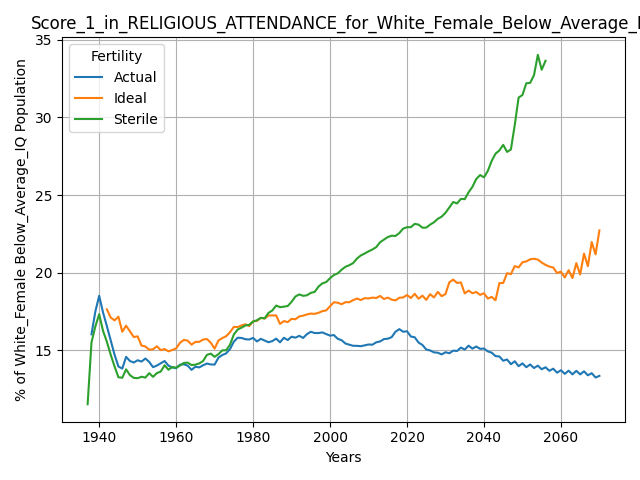 Score_1_in_RELIGIOUS_ATTENDANCE_for_White_Female_Below_Average_I
% of White_Female Below_Average_IQ Population
35
30
25
20
15
Fertility
Actual
Ideal
Sterile
1940 1960 1980 2000 2020 2040 2060
Years